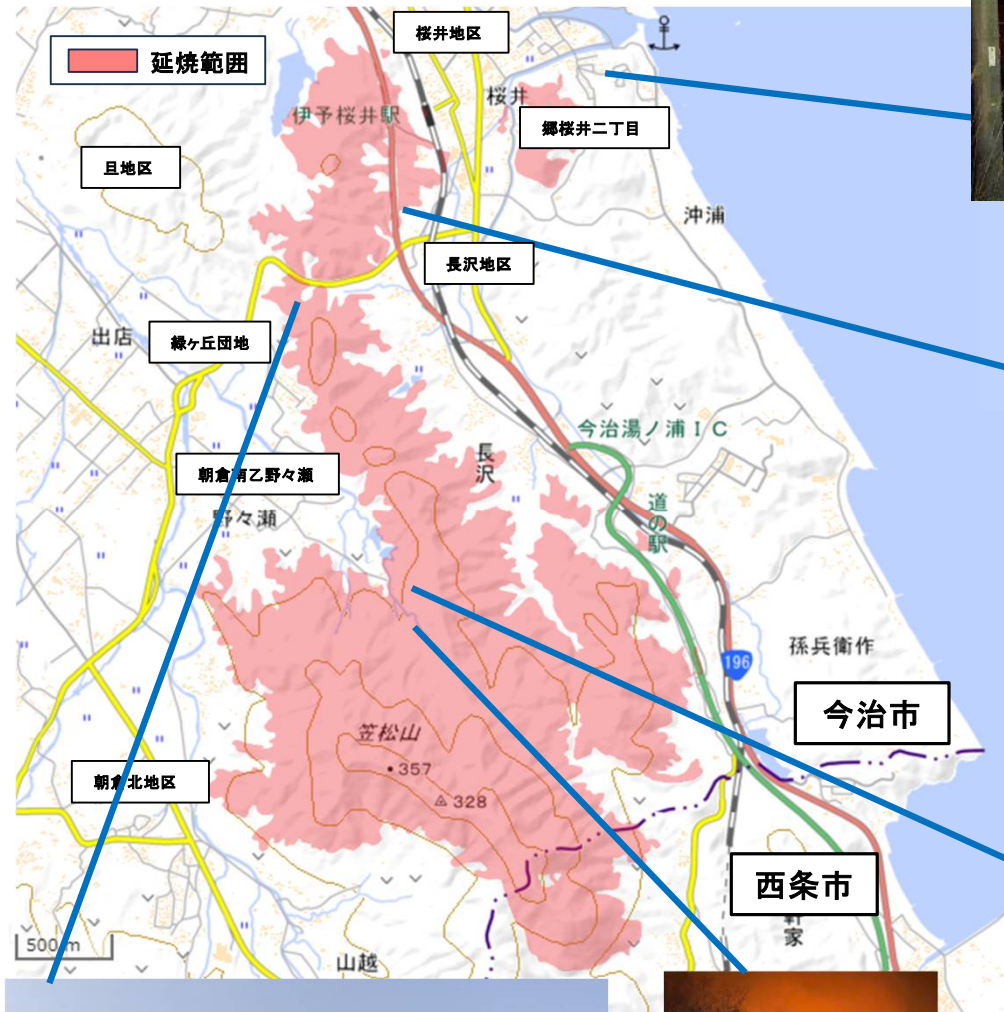 延焼範囲
桜井地区
桜井
伊予桜井駅
郷桜井二丁目
旦地区
沖浦
長沢地区
出店
緑ヶ丘団地
今治湯ノ浦IC
長沢
朝倉南乙野々瀬
道の駅
野々瀬
孫兵衛作
196
今治市
笠松山
357
328
朝倉北地区
西条市
軒家
500 m
山越